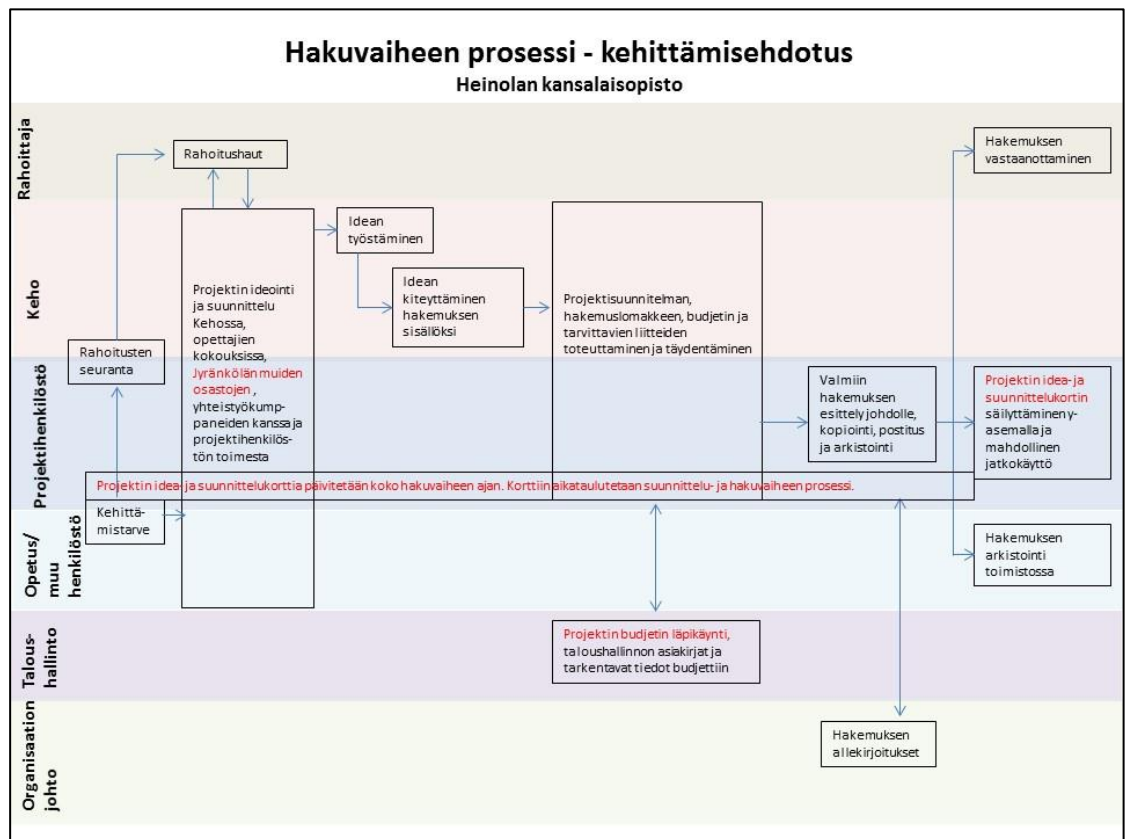 Hakuvaiheen prosessi - kehittämisehdotus
Heinolan kansalaisopisto
Rahoittaja
Rahoitushaut
Hakemuksen
vastaanottaminen
Keho
Idean
työstäminen
Idean
kiteyttäminen
hakemuksen
sisällöksi
Projektin ideointi
ja suunnittelu
Kehossa,
opettajien
kokouksissa,
Jyränkölän muiden
osastojen ,
yhteistyökump-
paneiden kanssa ja
projektihenkilös-
tön toimesta
Projektisuunnitelman,
hakemuslomakkeen, budjetin ja
tarvittavien liitteiden
toteuttaminen ja täydentäminen
Rahoitusten
seuranta
Projektihenkilöstö
Valmiin
hakemuksen
esittely johdolle,
kopiointi, postitus
ja arkistointi
Projektin idea- ja
suunnittelukortin
säilyttäminen y-
asemalla ja
mahdollinen
jatkokäyttö
Projektin idea- ja suunnittelukorttia päivitetään koko hakuvaiheen ajan. Korttiin aikataulutetaan suunnittelu- ja hakuvaiheen prosessi.
Kehittä-
mistarve
Opetus/
muu
henkilöstö
Hakemuksen
arkistointi
toimistossa
Talous-
hallinto
Projektin budjetin läpikäynti,
taloushallinnon asiakirjat ja
tarkentavat tiedot budjettiin
Organisaation
johto
Hakemuksen
allekirjoitukset